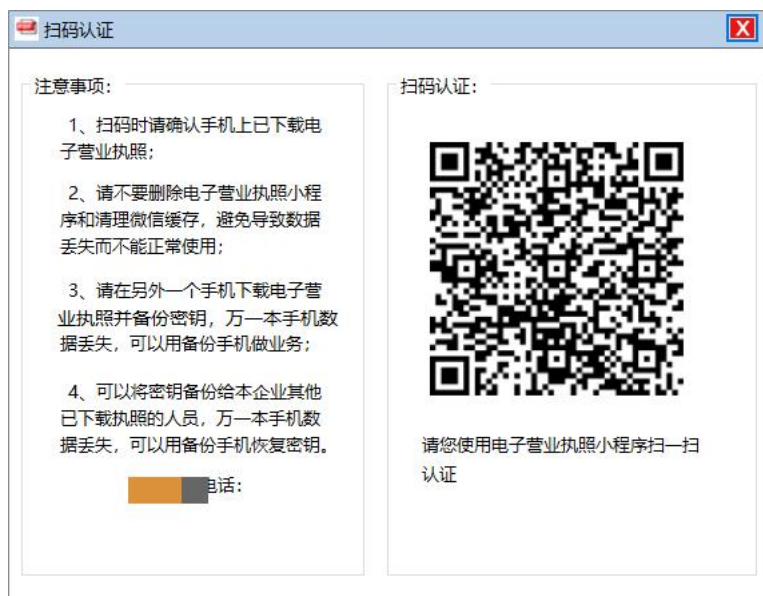 扫码认证
X
注意事项：
1、扫码时请确认手机上已下载电
子营业执照；
2、请不要删除电子营业执照小程
序和清理微信缓存，避免导致数据
丢失而不能正常使用；
3、请在另外一个手机下载电子营
业执照并备份密钥，万一本手机数
据丢失，可以用备份手机做业务；
4、可以将密钥备份给本企业其他
已下载执照的人员，万一本手机数
据丢失，可以用备份手机恢复密钥。
电话：
扫码认证：
请您使用电子营业执照小程序扫一扫
认证